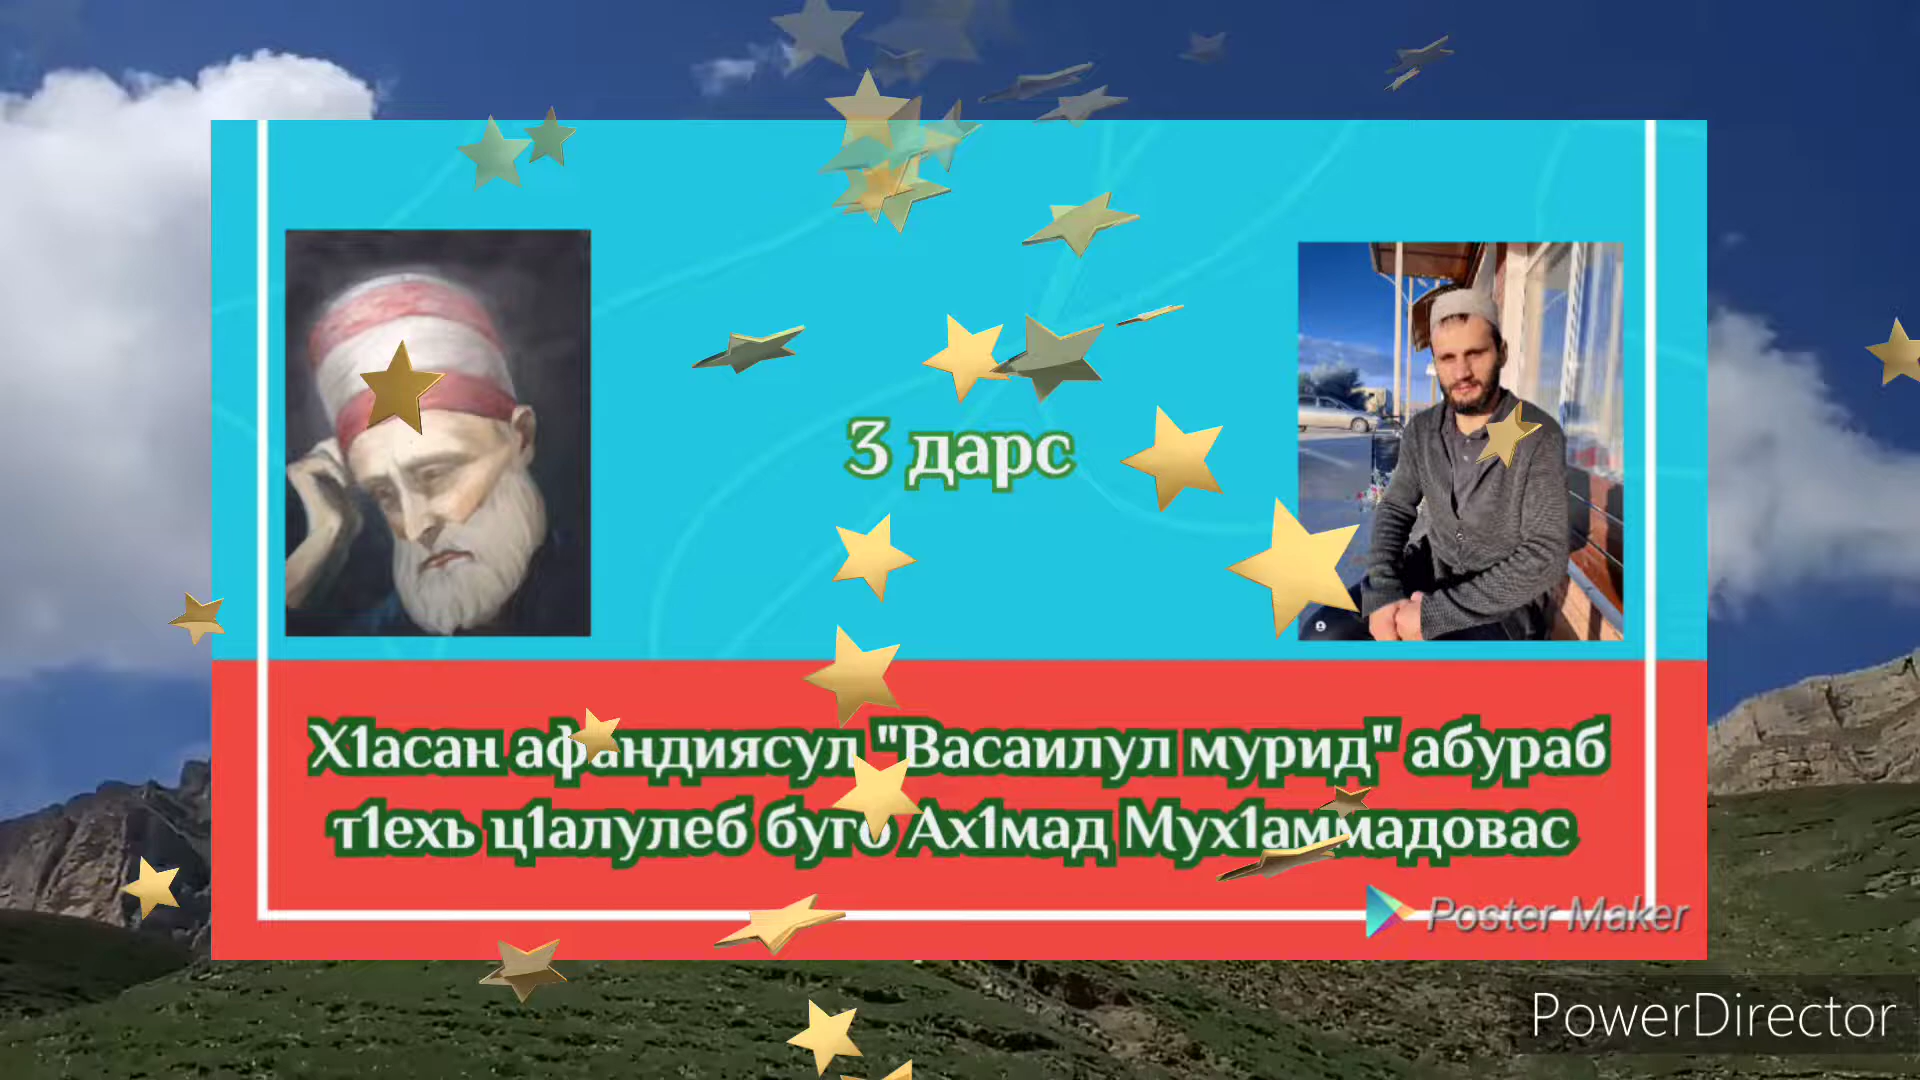 3 дарс
Х1асан афандиясул "Васаилул мурид" абураб
т1ехь ц1алулеб буго Ах1мад Мух1аммадовас
Poster Maker
PowerDirector